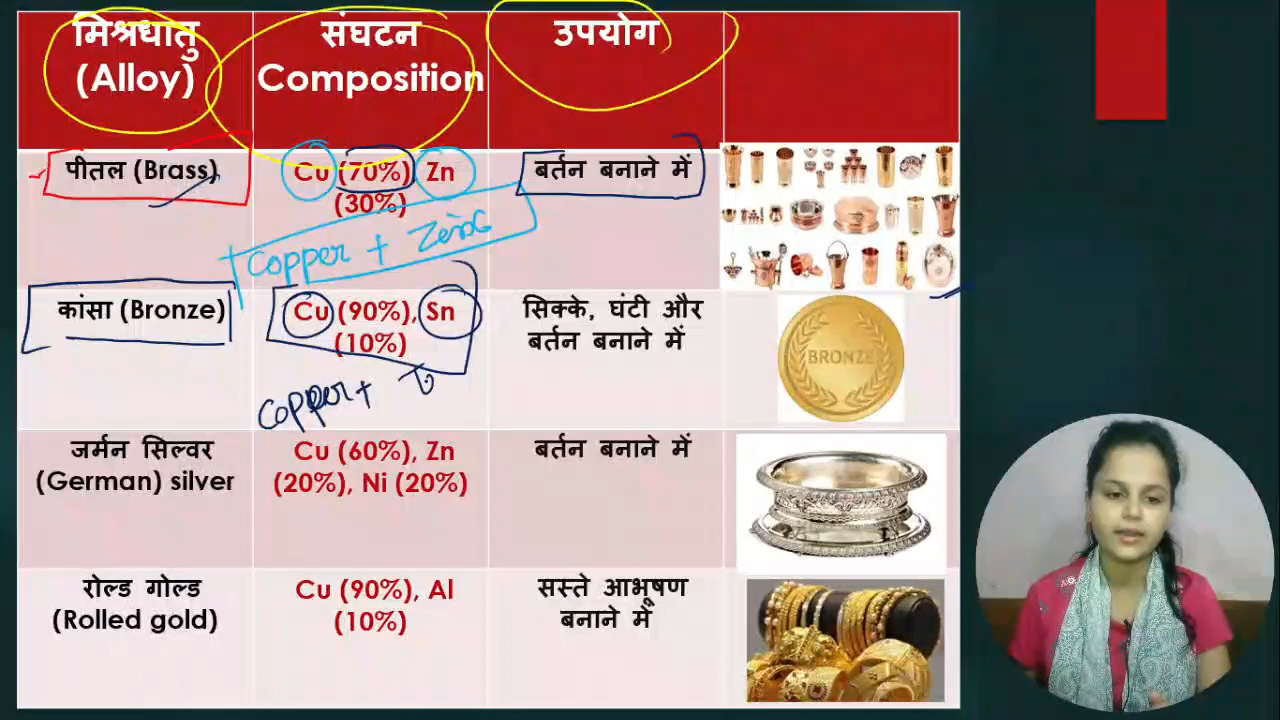 मिश्रधातु
(Alloy)
संघटन
Composition
उपयोग
पीतल (Brass)
Cu (70%) Zn
(30%)
बर्तन बनाने में
Copper + Zinc
कांसा (Bronze)
Cu (90%), Sn
(10%)
सिक्के, घंटी और
बर्तन बनाने में
BRONZE
Copper +
जर्मन सिल्वर
(German) silver
Cu (60%), Zn
(20%), Ni (20%)
बर्तन बनाने में
रोल्ड गोल्ड
(Rolled gold)
Cu (90%), Al
(10%)
सस्ते आभूषण
बनाने में